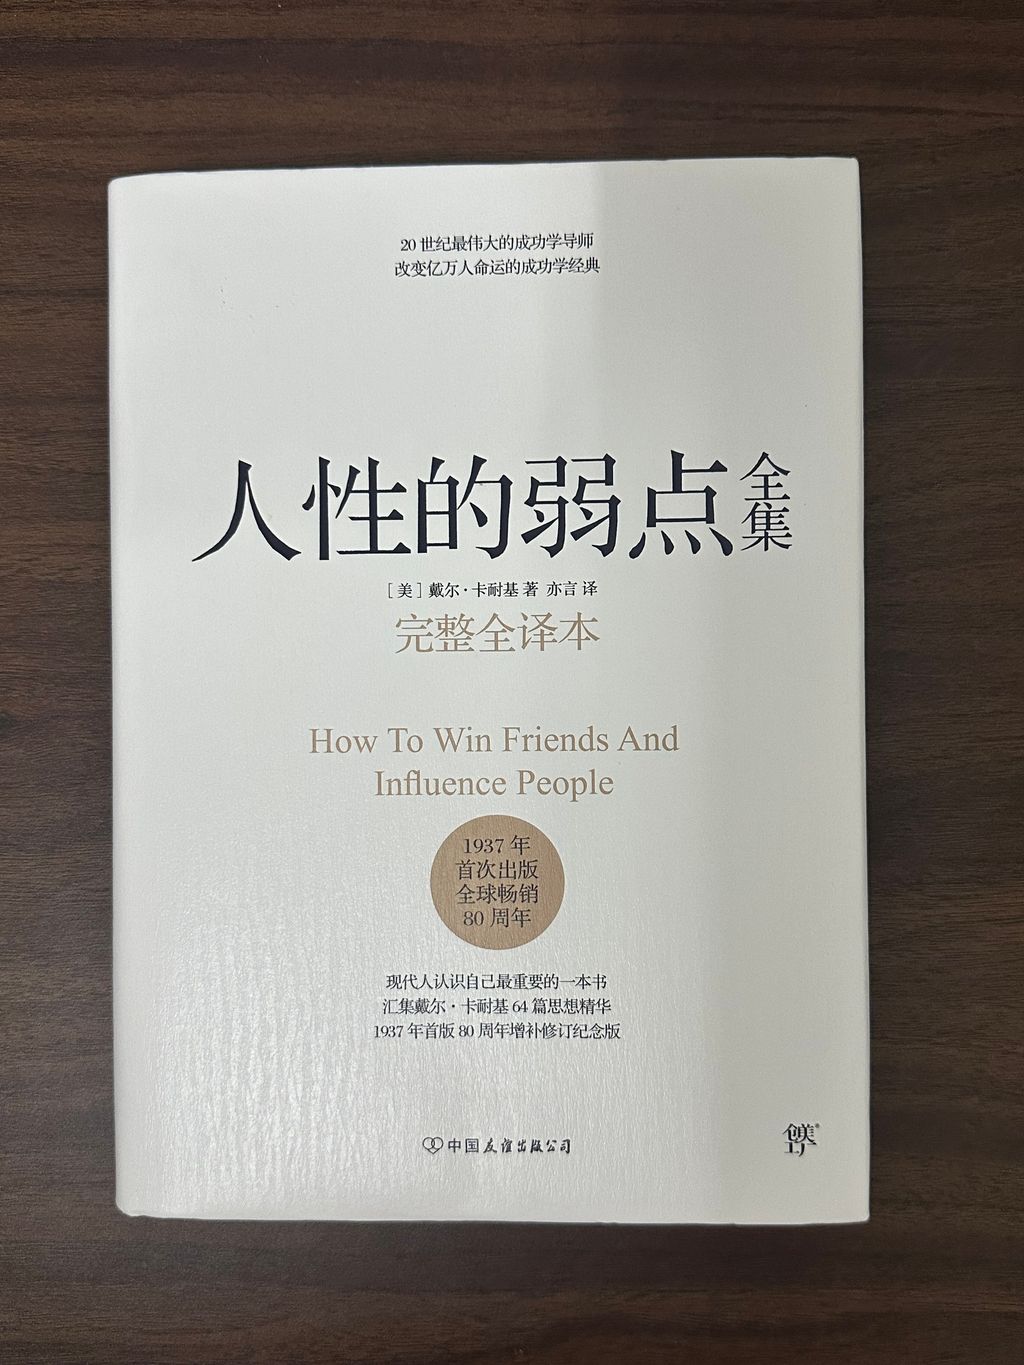 20 世纪最伟大的成功学导师
改变亿万人命运的成功学经典
人性的弱点全集
[美] 戴尔·卡耐基 著 亦言 译
完整全译本
How To Win Friends And
Influence People
1937 年
首次出版
全球畅销
80 周年
现代人认识自己最重要的一本书
汇集戴尔·卡耐基 64 篇思想精华
1937 年首版 80 周年增补修订纪念版
中国友谊出版公司
创美工厂®